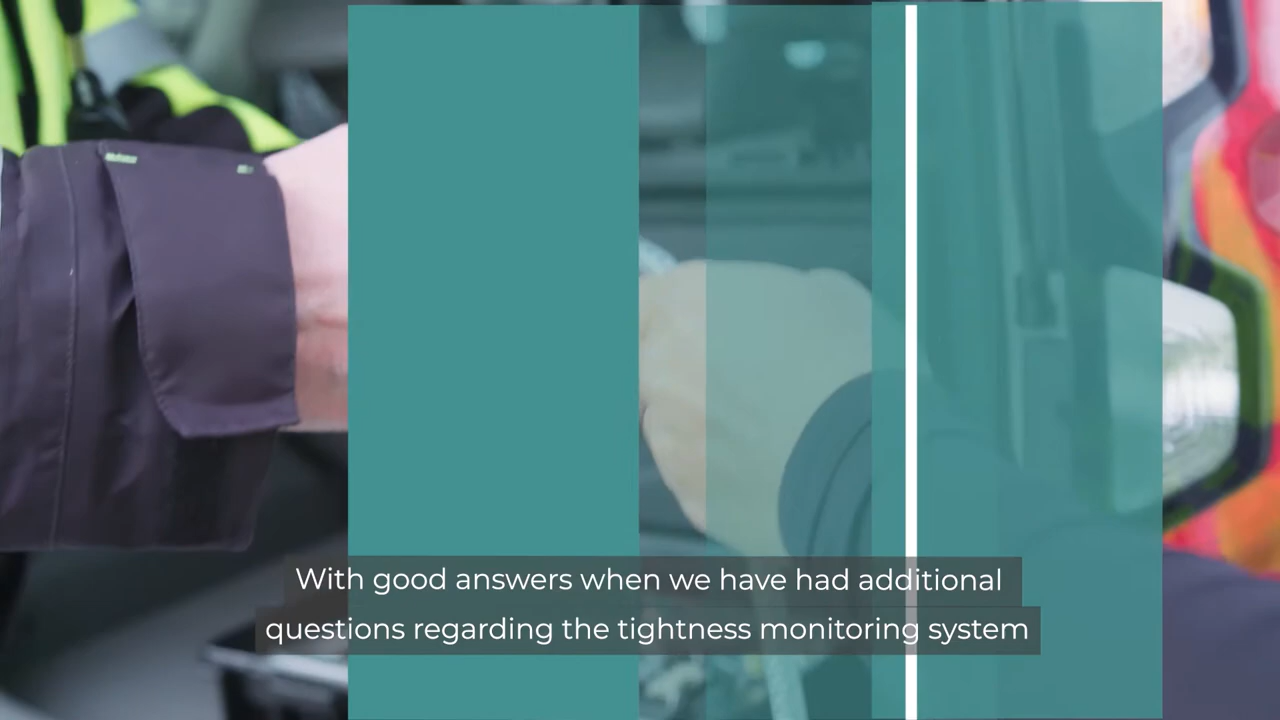 With good answers when we have had additional
questions regarding the tightness monitoring system